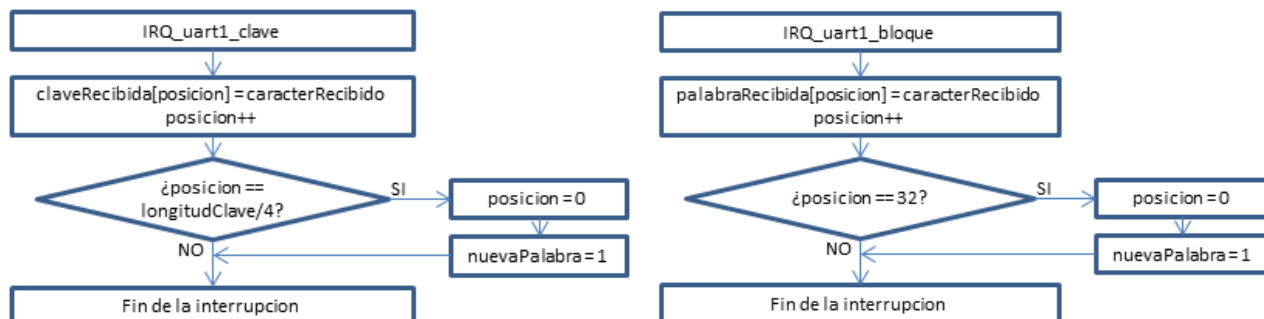 IRQ_uart1_clave
claveRecibida[posicion] = caracterRecibido
posicion++
¿posicion ==
longitudClave/4?
SI
posicion = 0
NO
nuevaPalabra = 1
Fin de la interrupcion
IRQ_uart1_bloque
palabraRecibida[posicion] = caracterRecibido
posicion++
¿posicion == 32?
SI
posicion = 0
NO
nuevaPalabra = 1
Fin de la interrupcion